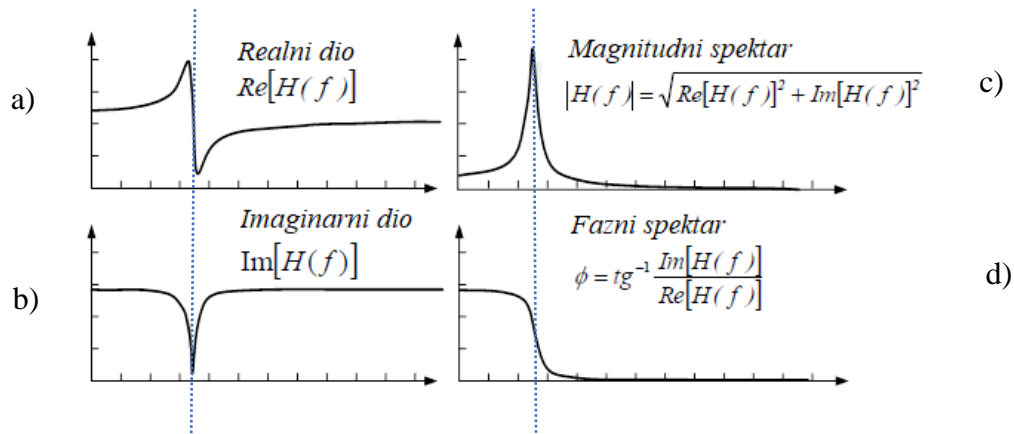 a)
Realni dio
Re[H(f)]
Magnitudni spektar
|H(f)| = √Re[H(f)]² + Im[H(f)]²
c)
b)
Imaginarni dio
Im[H(f)]
Fazni spektar
ϕ = tg⁻¹ Im[H(f)] / Re[H(f)]
d)